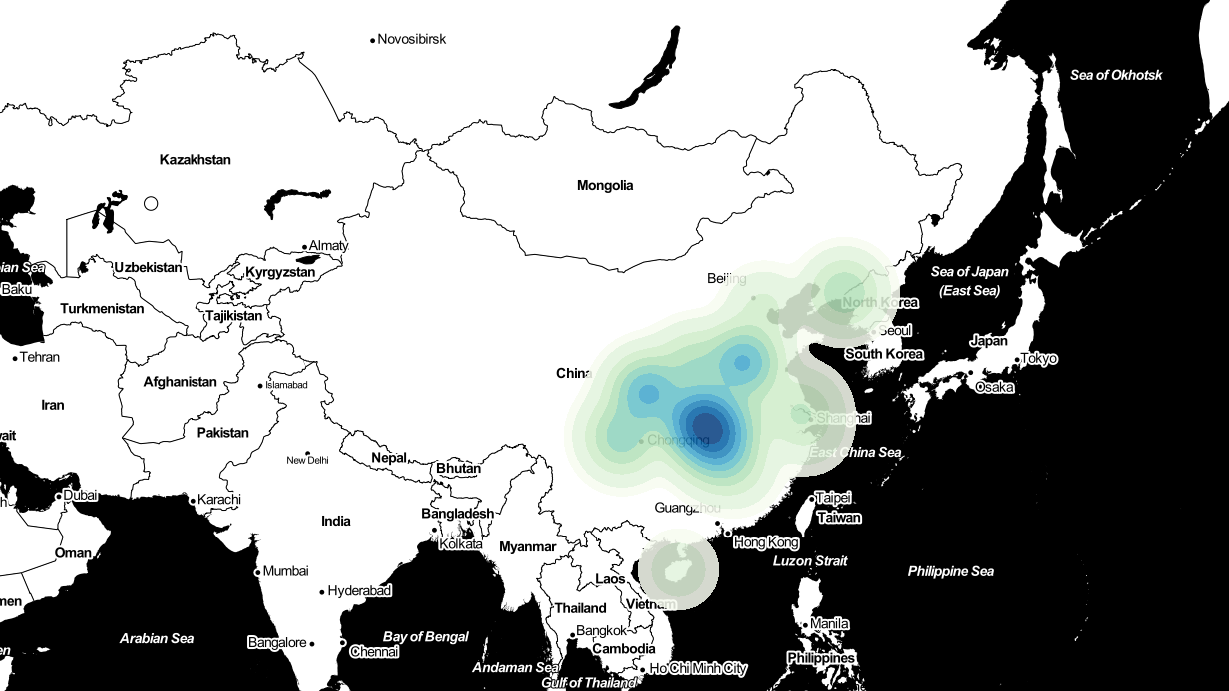 Novosibirsk
Sea of Okhotsk
Kazakhstan
Mongolia
Almaty
ian Sea
Uzbekistan
Kyrgyzstan
Beijing
Sea of Japan
(East Sea)
Baku
Turkmenistan
Tajikistan
North Korea
Seoul
Japan
South Korea
Tehran
Tokyo
China
Afghanistan
Islamabad
Osaka
Iran
Shanghai
Pakistan
Chongqing
East China Sea
wait
New Delhi
Nepal
Bhutan
Dubai
Karachi
Guangzhou
Taipei
Taiwan
India
Bangladesh
Kolkata
Myanmar
Hong Kong
Oman
Luzon Strait
Mumbai
Laos
Philippine Sea
Hyderabad
Thailand
Vietnam
men
Arabian Sea
Bay of Bengal
Bangkok
Manila
Bangalore
Chennai
Cambodia
en
Andaman Sea
Ho Chi Minh City
Philippines
Gulf of Thailand